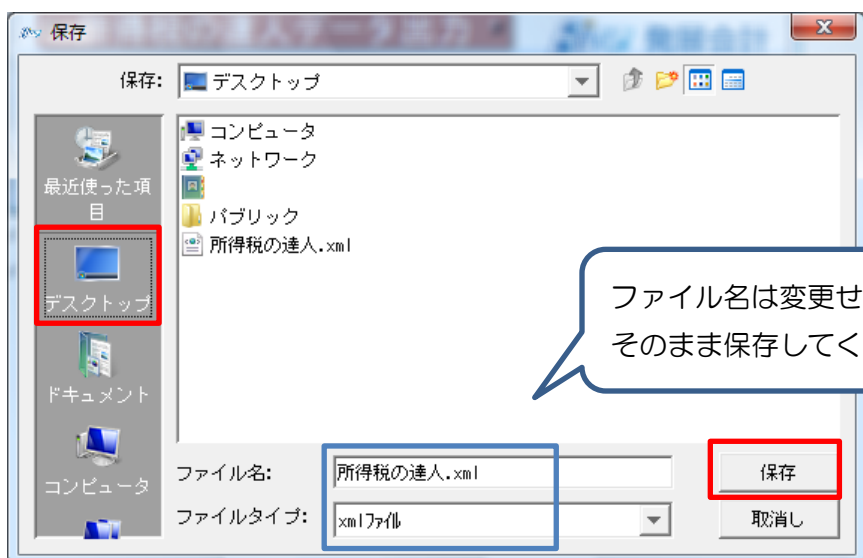 保存
保存:
デスクトップ
コンピュータ
ネットワーク
パブリック
所得税の達人.xml
最近使った項
目
デスクトップ
ドキュメント
コンピュータ
ファイル名は変更せ
そのまま保存してく
ファイル名:
所得税の達人.xml
保存
ファイルタイプ:
xmlファイル
取消し